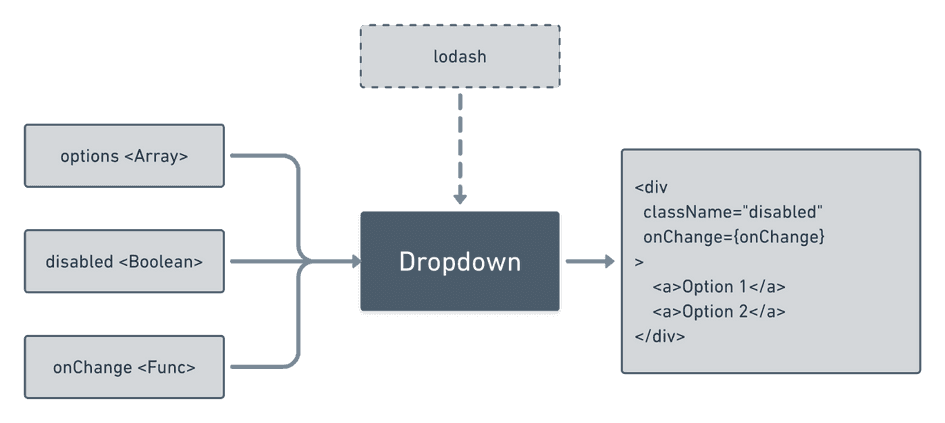 lodash
options <Array>
disabled <Boolean>
onChange <Func>
Dropdown
<div
className="disabled"
onChange={onChange}
>
<a>Option 1</a>
<a>Option 2</a>
</div>